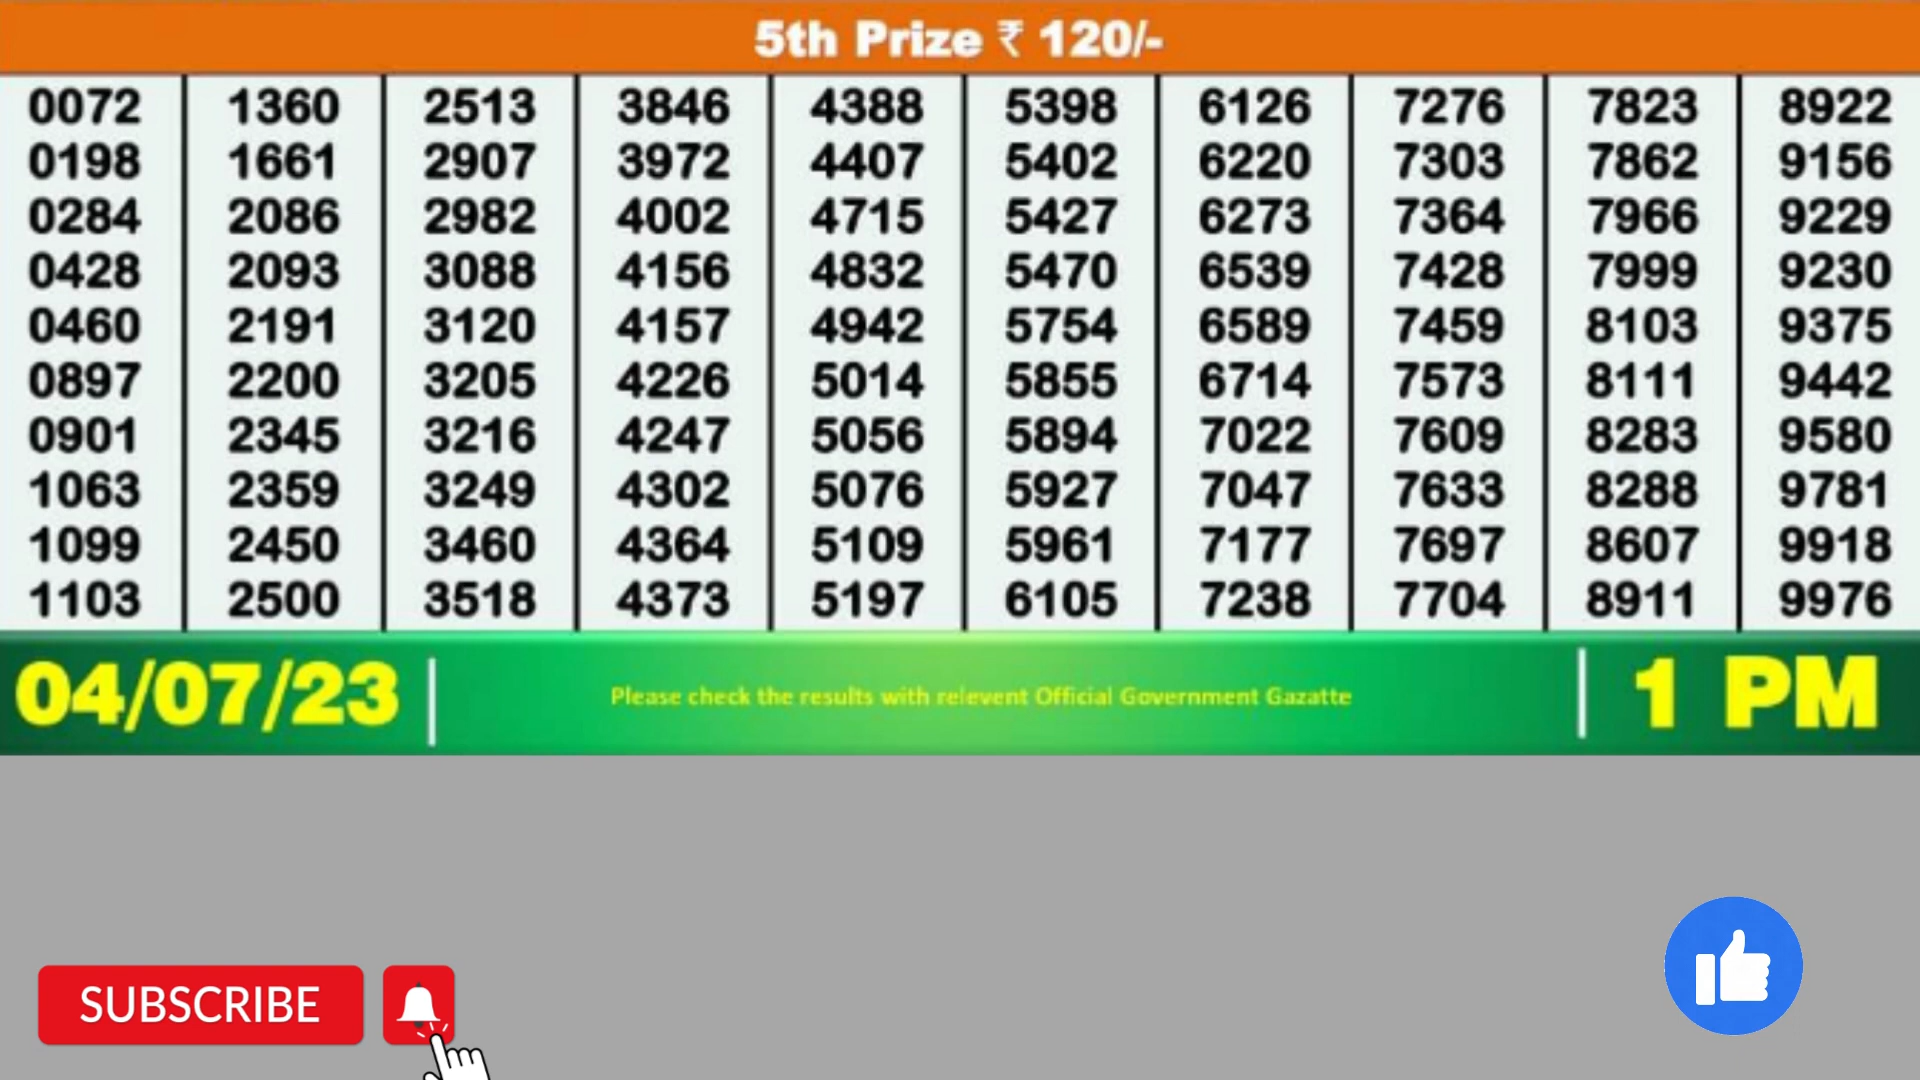 5th Prize ₹ 120/-
0072 1360 2513 3846 4388 5398 6126 7276 7823 8922
0198 1661 2907 3972 4407 5402 6220 7303 7862 9156
0284 2086 2982 4002 4715 5427 6273 7364 7966 9229
0428 2093 3088 4156 4832 5470 6539 7428 7999 9230
0460 2191 3120 4157 4942 5754 6589 7459 8103 9375
0897 2200 3205 4226 5014 5855 6714 7573 8111 9442
0901 2345 3216 4247 5056 5894 7022 7609 8283 9580
1063 2359 3249 4302 5076 5927 7047 7633 8288 9781
1099 2450 3460 4364 5109 5961 7177 7697 8607 9918
1103 2500 3518 4373 5197 6105 7238 7704 8911 9976
04/07/23 Please check the results with relevent Official Government Gazatte 1 PM
SUBSCRIBE